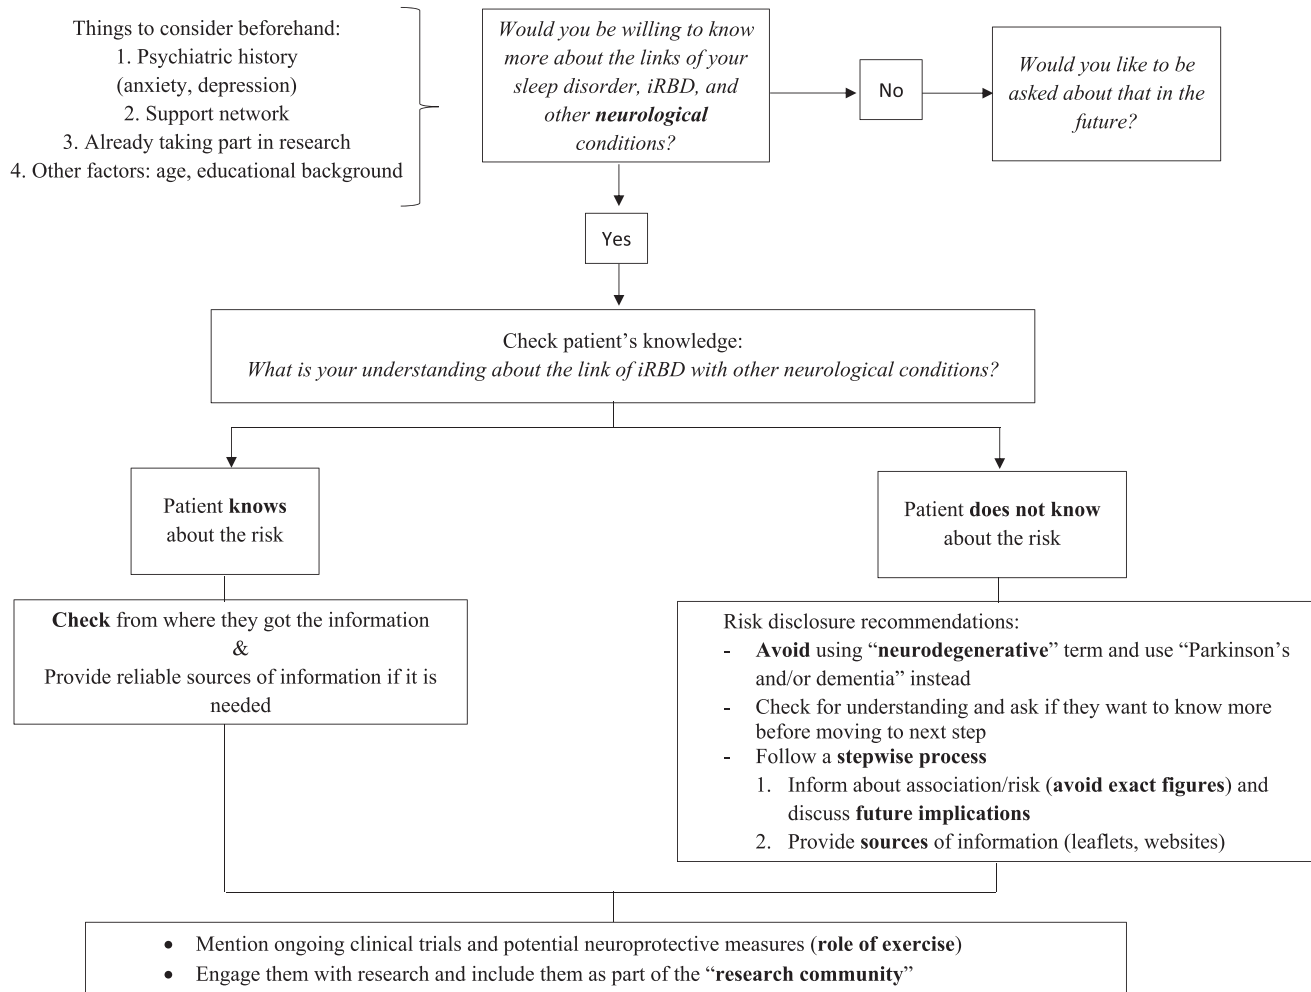 Things to consider beforehand:
1. Psychiatric history
(anxiety, depression)
2. Support network
3. Already taking part in research
4. Other factors: age, educational background
Would you be willing to know
more about the links of your
sleep disorder, iRBD, and
other neurological
conditions?
No
Would you like to be
asked about that in the
future?
Yes
Check patient’s knowledge:
What is your understanding about the link of iRBD with other neurological conditions?
Patient knows
about the risk
Patient does not know
about the risk
Check from where they got the information
&
Provide reliable sources of information if it is
needed
Risk disclosure recommendations:
- Avoid using “neurodegenerative” term and use “Parkinson’s
and/or dementia” instead
- Check for understanding and ask if they want to know more
before moving to next step
- Follow a stepwise process
1. Inform about association/risk (avoid exact figures) and
discuss future implications
2. Provide sources of information (leaflets, websites)
• Mention ongoing clinical trials and potential neuroprotective measures (role of exercise)
• Engage them with research and include them as part of the “research community”